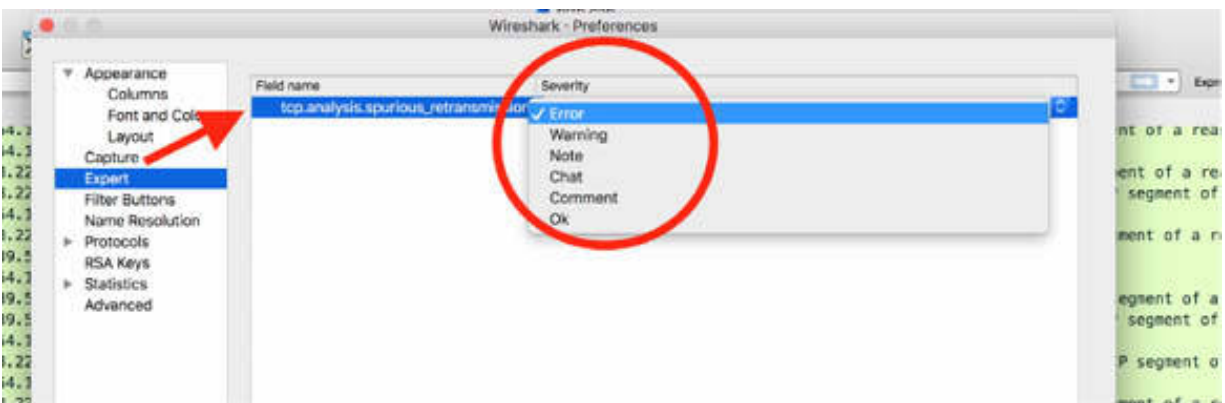 Wireshark - Preferences
Appearance
Columns
Font and Colo
Layout
Capture
Expert
Filter Buttons
Name Resolution
Protocols
RSA Keys
Statistics
Advanced
Field name Severity
tcp.analysis.spurious_retransmission
Error
Warning
Note
Chat
Comment
Ok
Expr
nt of a rea
ent of a re
segment of
ment of a r
egment of a
segment of
P segment o